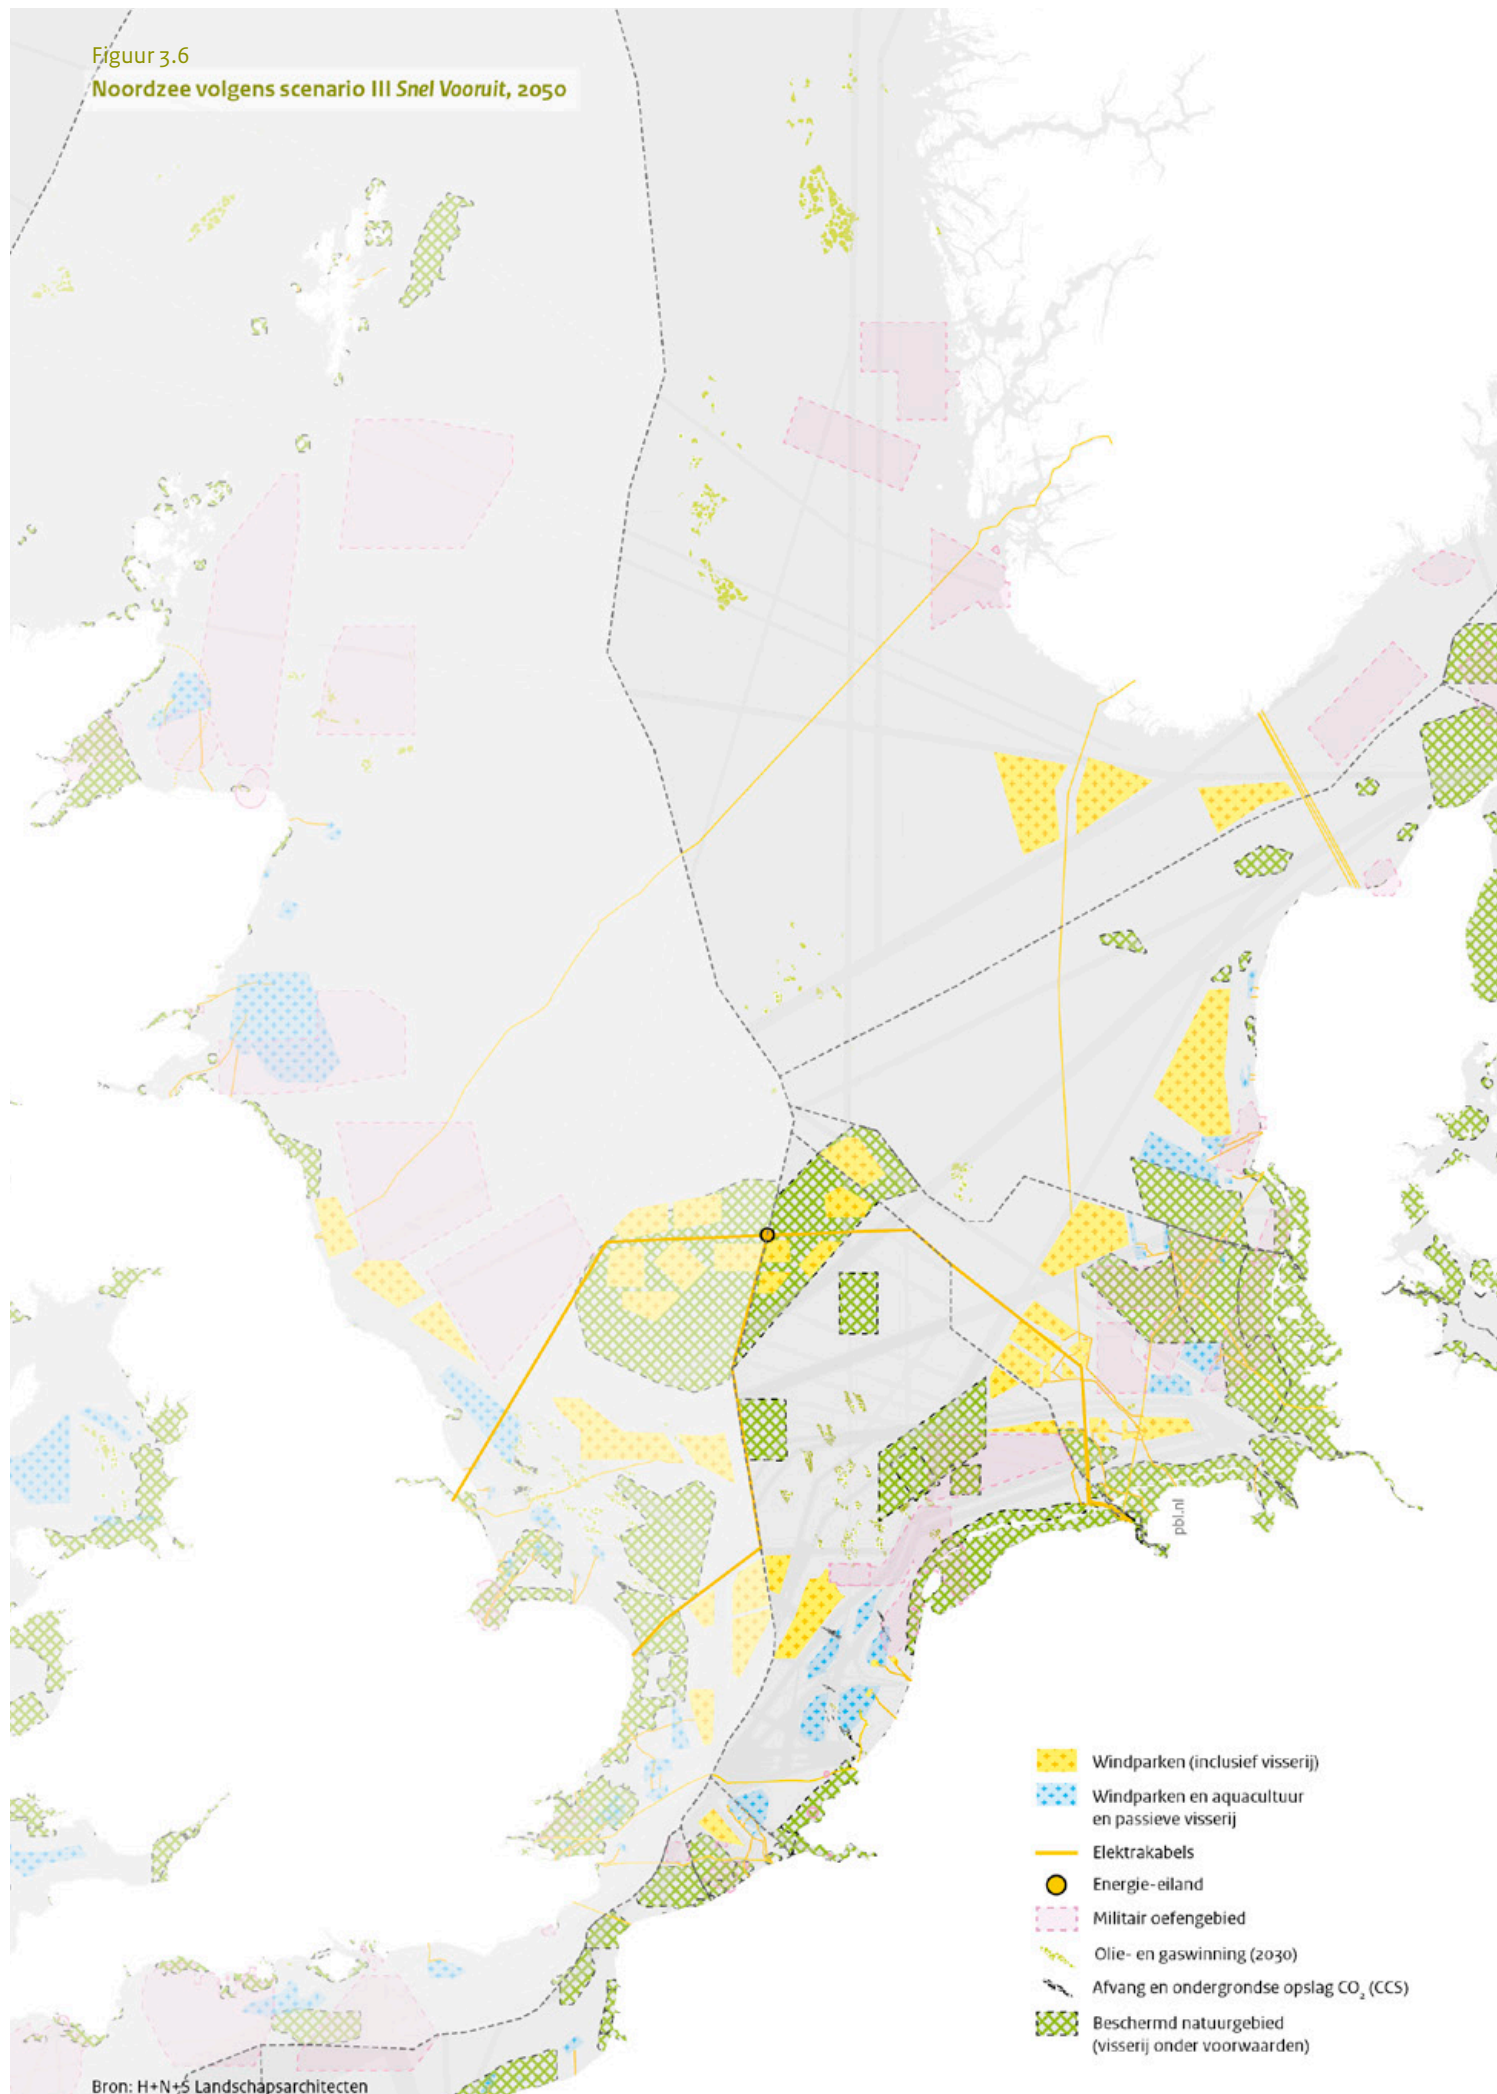 Figuur 3.6
Noordzee volgens scenario III Snel Vooruit, 2050
pbl.nl
Windparken (inclusief visserij)
Windparken en aquacultuur
en passieve visserij
Elektrakabels
Energie-eiland
Militair oefengebied
Olie- en gaswinning (2030)
Afvang en ondergrondse opslag CO₂ (CCS)
Beschermd natuurgebied
(visserij onder voorwaarden)
Bron: H+N+S Landschapsarchitecten